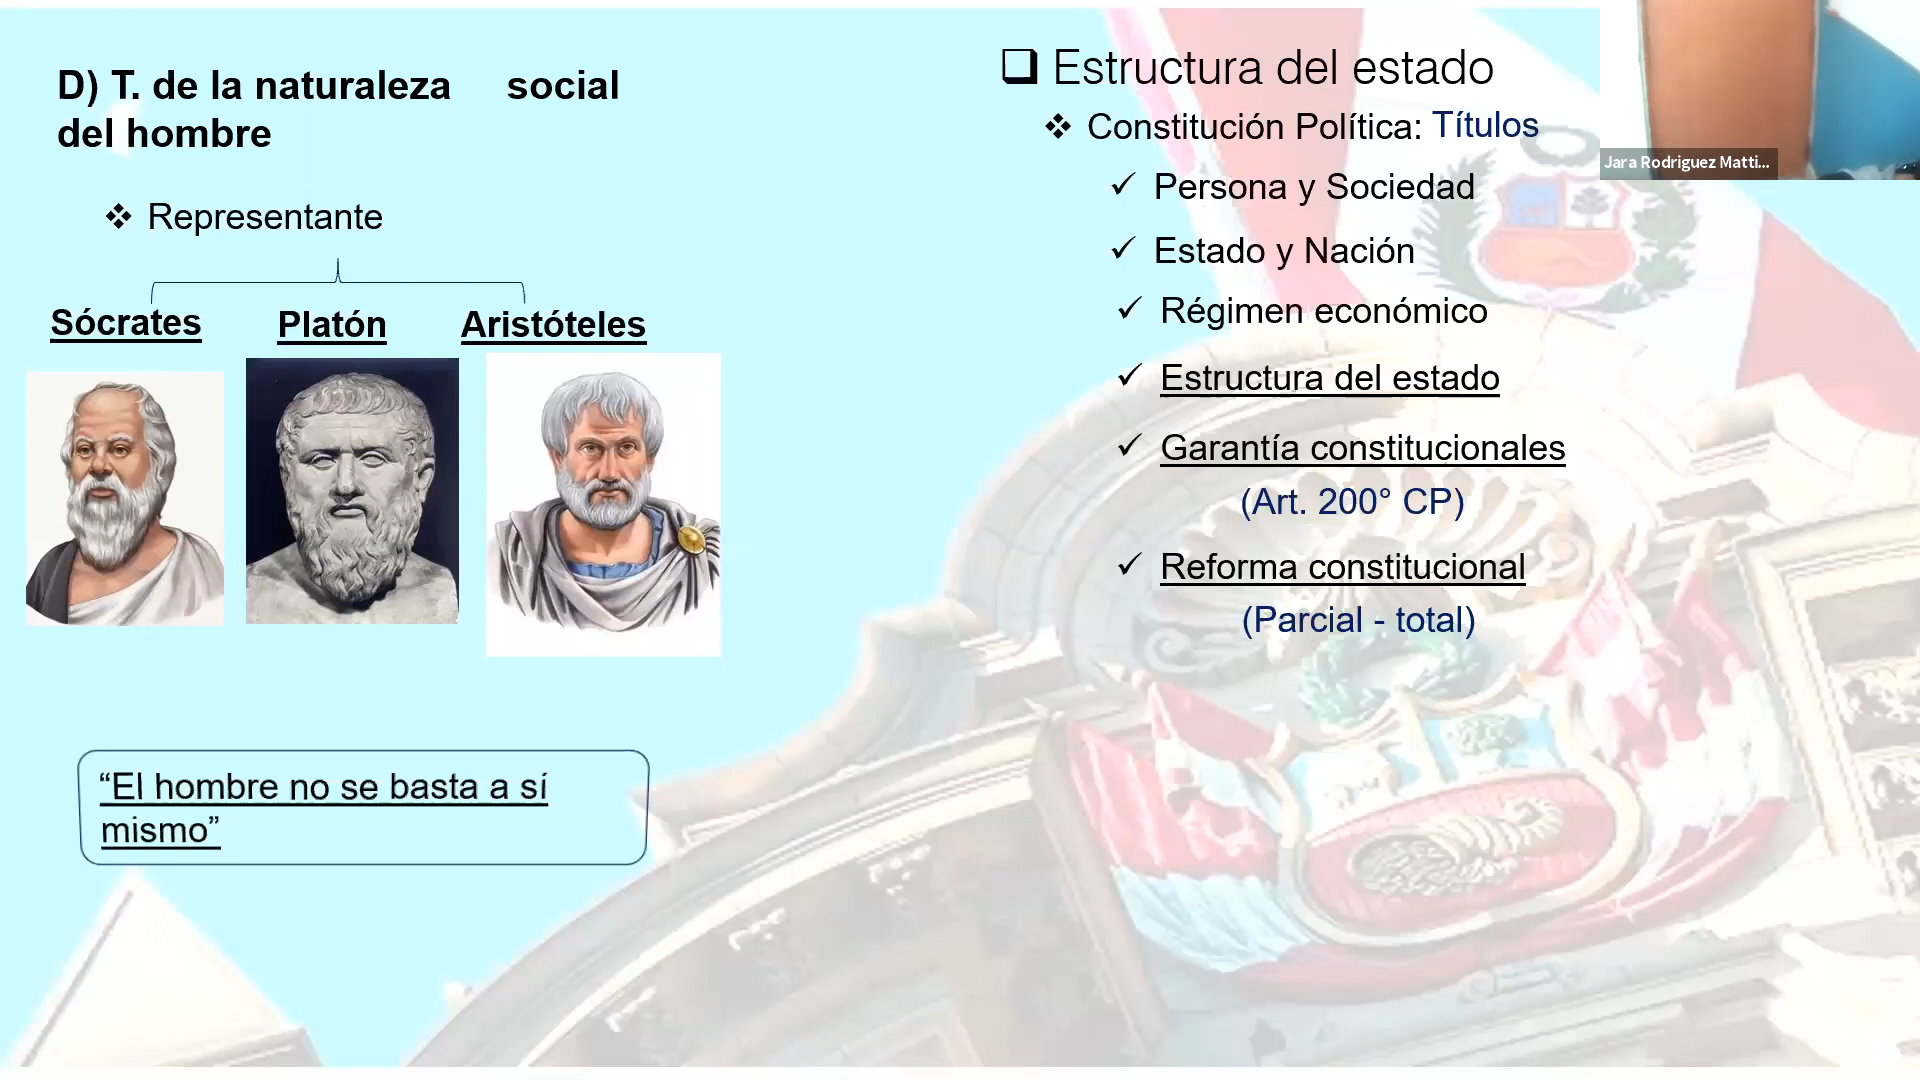 D) T. de la naturaleza social
del hombre
❖ Representante
Sócrates
Platón
Aristóteles
“El hombre no se basta a sí
mismo”
❑ Estructura del estado
❖ Constitución Política: Títulos
✓ Persona y Sociedad
✓ Estado y Nación
✓ Régimen económico
✓ Estructura del estado
✓ Garantía constitucionales
(Art. 200° CP)
✓ Reforma constitucional
(Parcial - total)
Jara Rodriguez Matti...